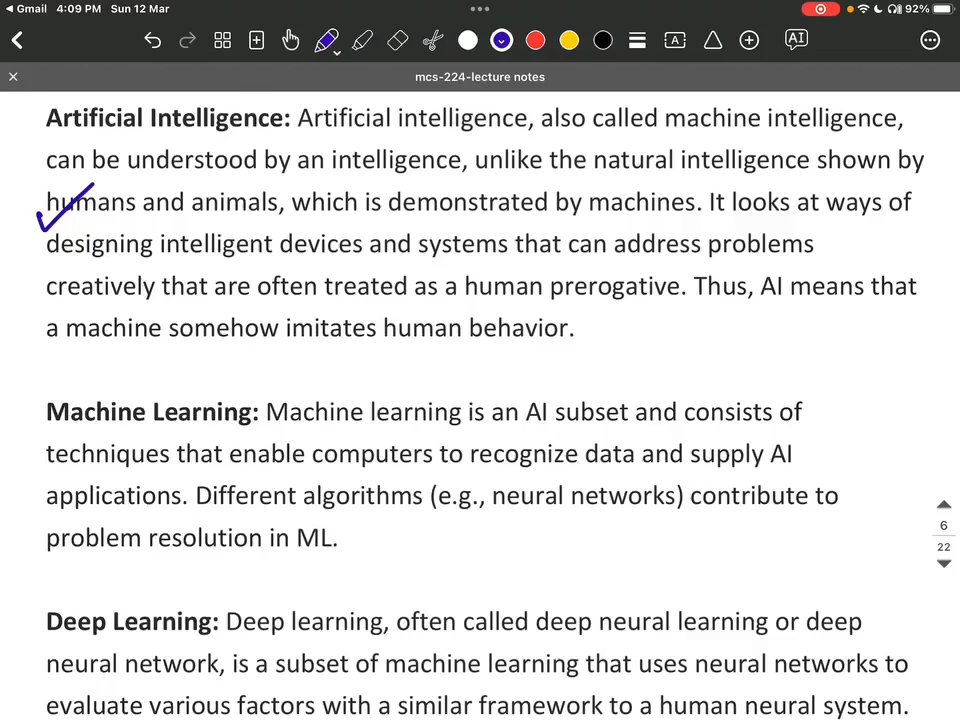 Gmail 4:09 PM Sun 12 Mar 92%
A AI
mcs-224-lecture notes
Artificial Intelligence: Artificial intelligence, also called machine intelligence,
can be understood by an intelligence, unlike the natural intelligence shown by
humans and animals, which is demonstrated by machines. It looks at ways of
designing intelligent devices and systems that can address problems
creatively that are often treated as a human prerogative. Thus, AI means that
a machine somehow imitates human behavior.
Machine Learning: Machine learning is an AI subset and consists of
techniques that enable computers to recognize data and supply AI
applications. Different algorithms (e.g., neural networks) contribute to
problem resolution in ML.
6
22
Deep Learning: Deep learning, often called deep neural learning or deep
neural network, is a subset of machine learning that uses neural networks to
evaluate various factors with a similar framework to a human neural system.